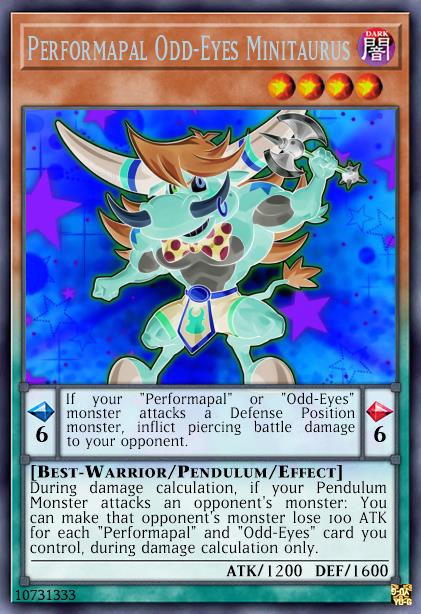 Performapal Odd-Eyes Minitaurus
DARK
闇
If your "Performapal" or "Odd-Eyes"
monster attacks a Defense Position
monster, inflict piercing battle damage
to your opponent.
6
6
[Best-Warrior/Pendulum/Effect]
During damage calculation, if your Pendulum
Monster attacks an opponent's monster: You
can make that opponent's monster lose 100 ATK
for each "Performapal" and "Odd-Eyes" card you
control, during damage calculation only.
ATK/1200 DEF/1600
10731333